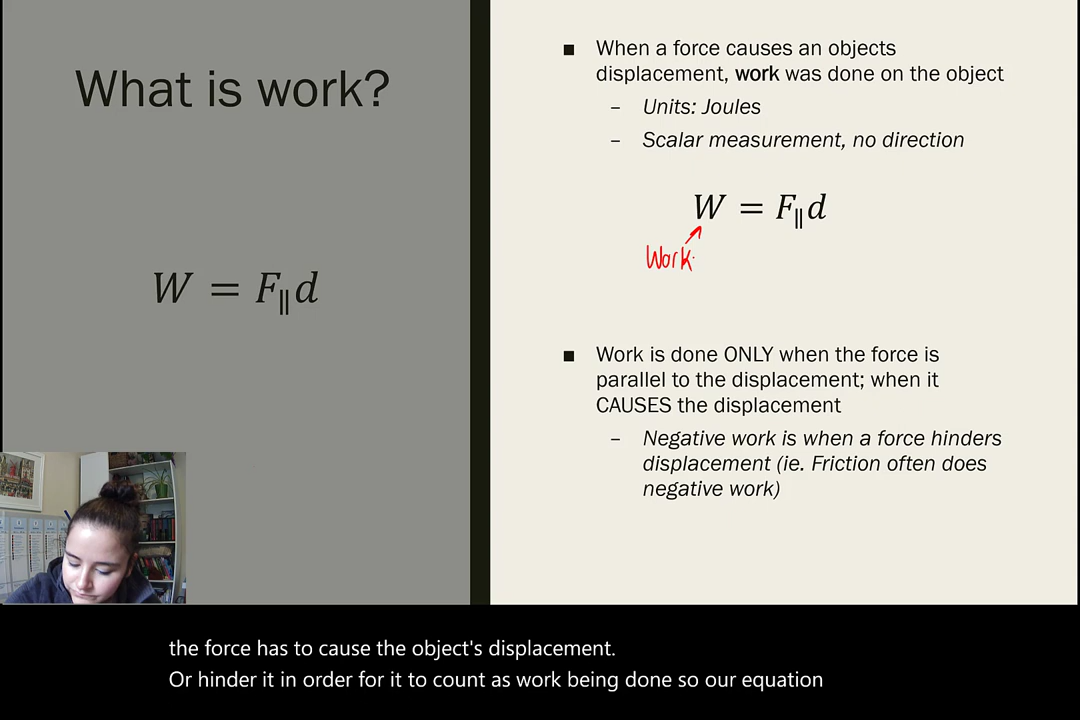 What is work?
W = F∥d
■ When a force causes an objects
displacement, work was done on the object
– Units: Joules
– Scalar measurement, no direction
W = F∥d
Work
■ Work is done ONLY when the force is
parallel to the displacement; when it
CAUSES the displacement
– Negative work is when a force hinders
displacement (ie. Friction often does
negative work)
the force has to cause the object's displacement.
Or hinder it in order for it to count as work being done so our equation